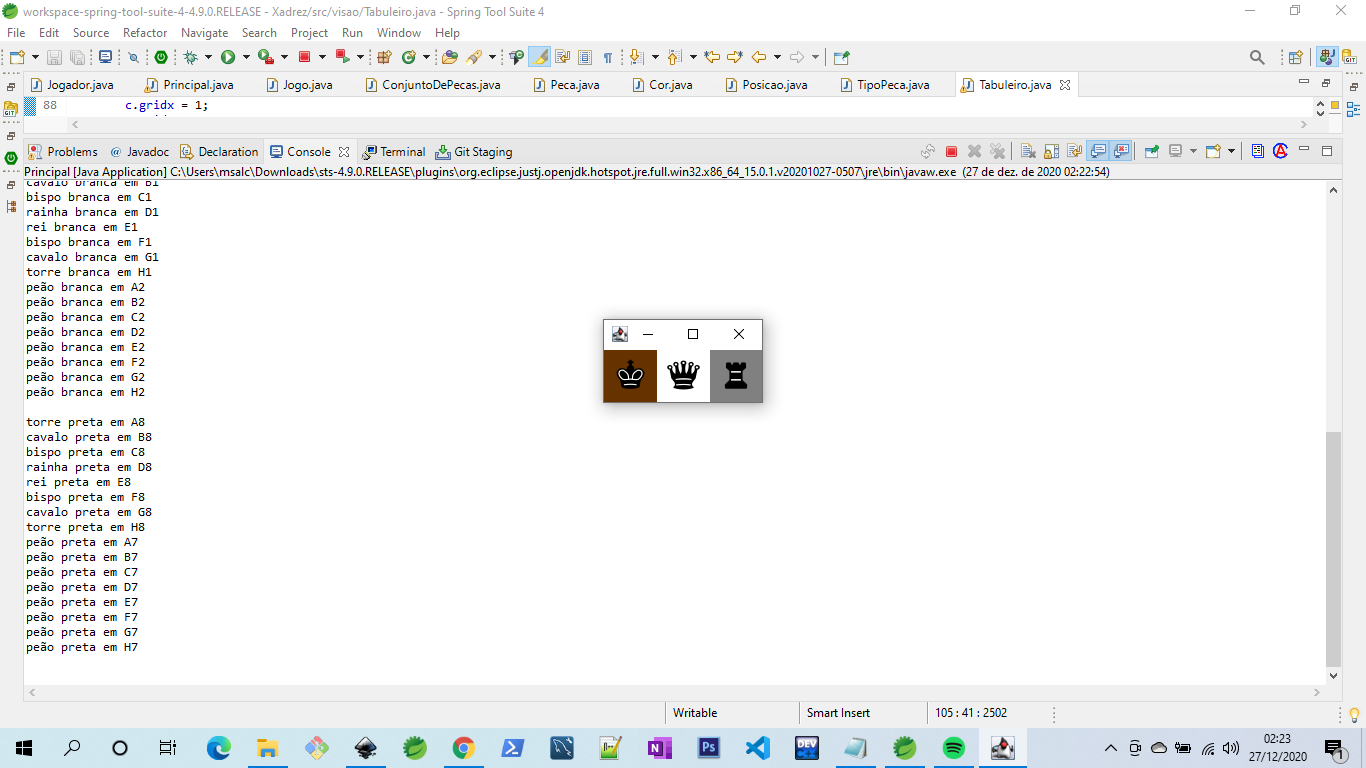 workspace-spring-tool-suite-4-4.9.0.RELEASE - Xadrez/src/visao/Tabuleiro.java - Spring Tool Suite 4
File Edit Source Refactor Navigate Search Project Run Window Help
Jogador.java Principal.java Jogo.java ConjuntoDePecas.java Peca.java Cor.java Posicao.java TipoPeca.java Tabuleiro.java
88 c.gridx = 1;
Problems @ Javadoc Declaration Console Terminal Git Staging
Principal [Java Application] C:\Users\msalc\Downloads\sts-4.9.0.RELEASE\plugins\org.eclipse.justj.openjdk.hotspot.jre.full.win32.x86_64_15.0.1.v20201027-0507\jre\bin\javaw.exe (27 de dez. de 2020 02:22:54)
cavalo branca em B1
bispo branca em C1
rainha branca em D1
rei branca em E1
bispo branca em F1
cavalo branca em G1
torre branca em H1
peão branca em A2
peão branca em B2
peão branca em C2
peão branca em D2
peão branca em E2
peão branca em F2
peão branca em G2
peão branca em H2
torre preta em A8
cavalo preta em B8
bispo preta em C8
rainha preta em D8
rei preta em E8
bispo preta em F8
cavalo preta em G8
torre preta em H8
peão preta em A7
peão preta em B7
peão preta em C7
peão preta em D7
peão preta em E7
peão preta em F7
peão preta em G7
peão preta em H7
Writable Smart Insert 105 : 41 : 2502
02:23
27/12/2020